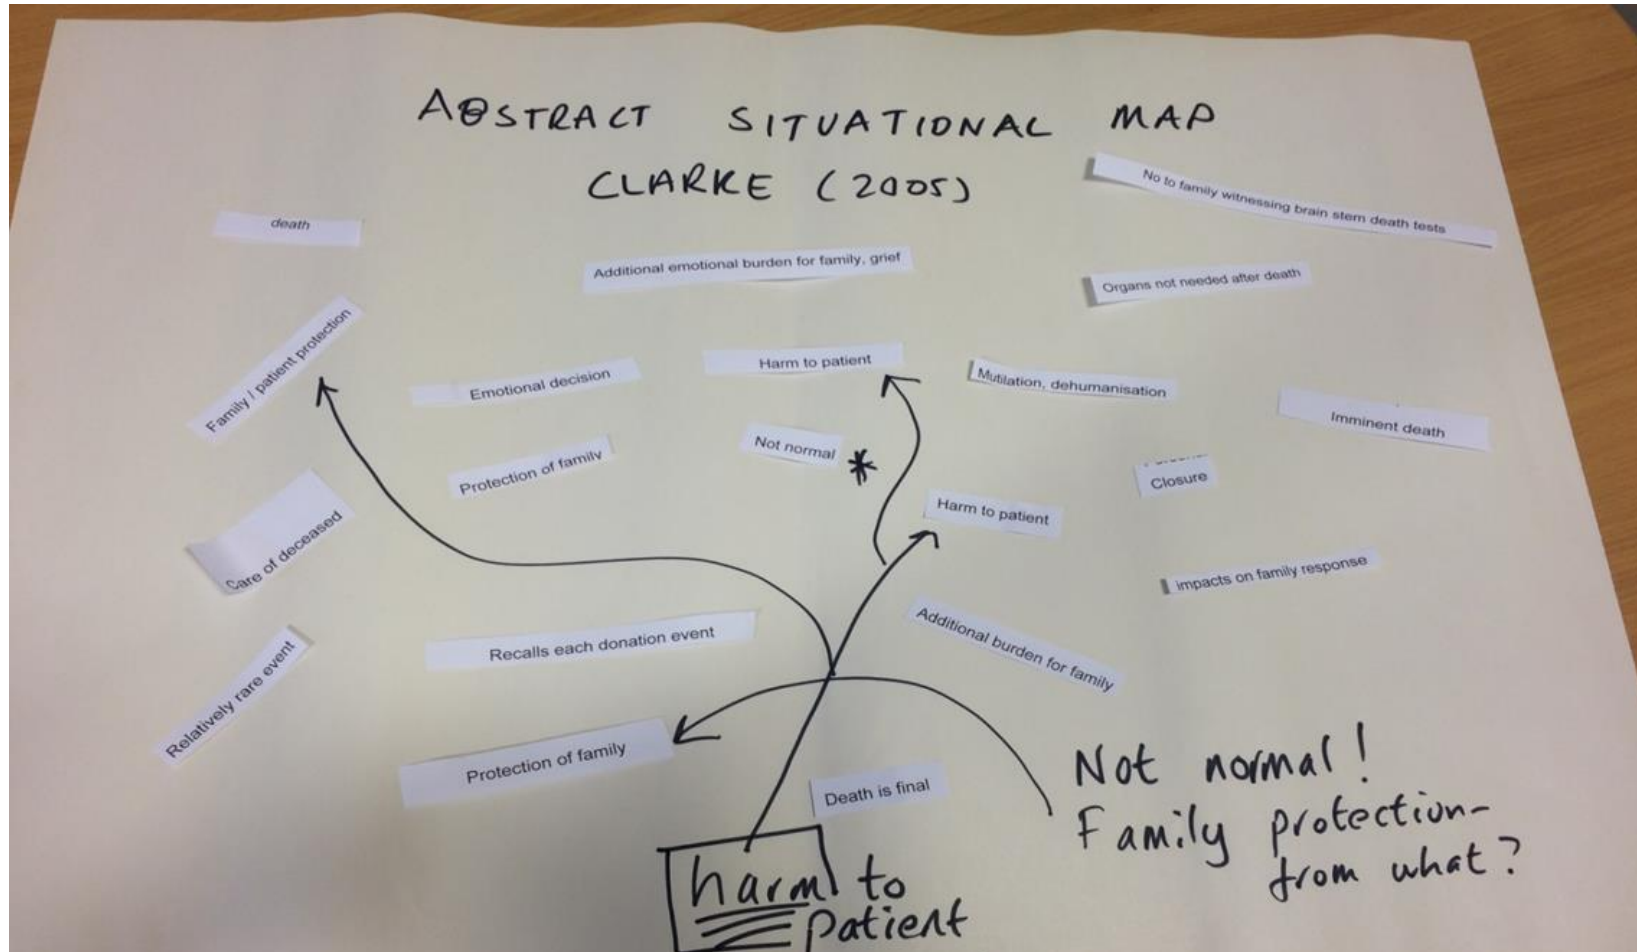 ABSTRACT SITUATIONAL MAP
CLARKE (2005)
No to family witnessing brain stem death tests
death
Additional emotional burden for family, grief
Organs not needed after death
Family / patient protection
Emotional decision
Harm to patient
Mutilation, dehumanisation
Imminent death
Protection of family
Not normal *
Closure
Care of deceased
Harm to patient
impacts on family response
Recalls each donation event
Additional burden for family
Relatively rare event
Protection of family
Death is final
Not normal!
Family protection-
from what?
harm to
patient